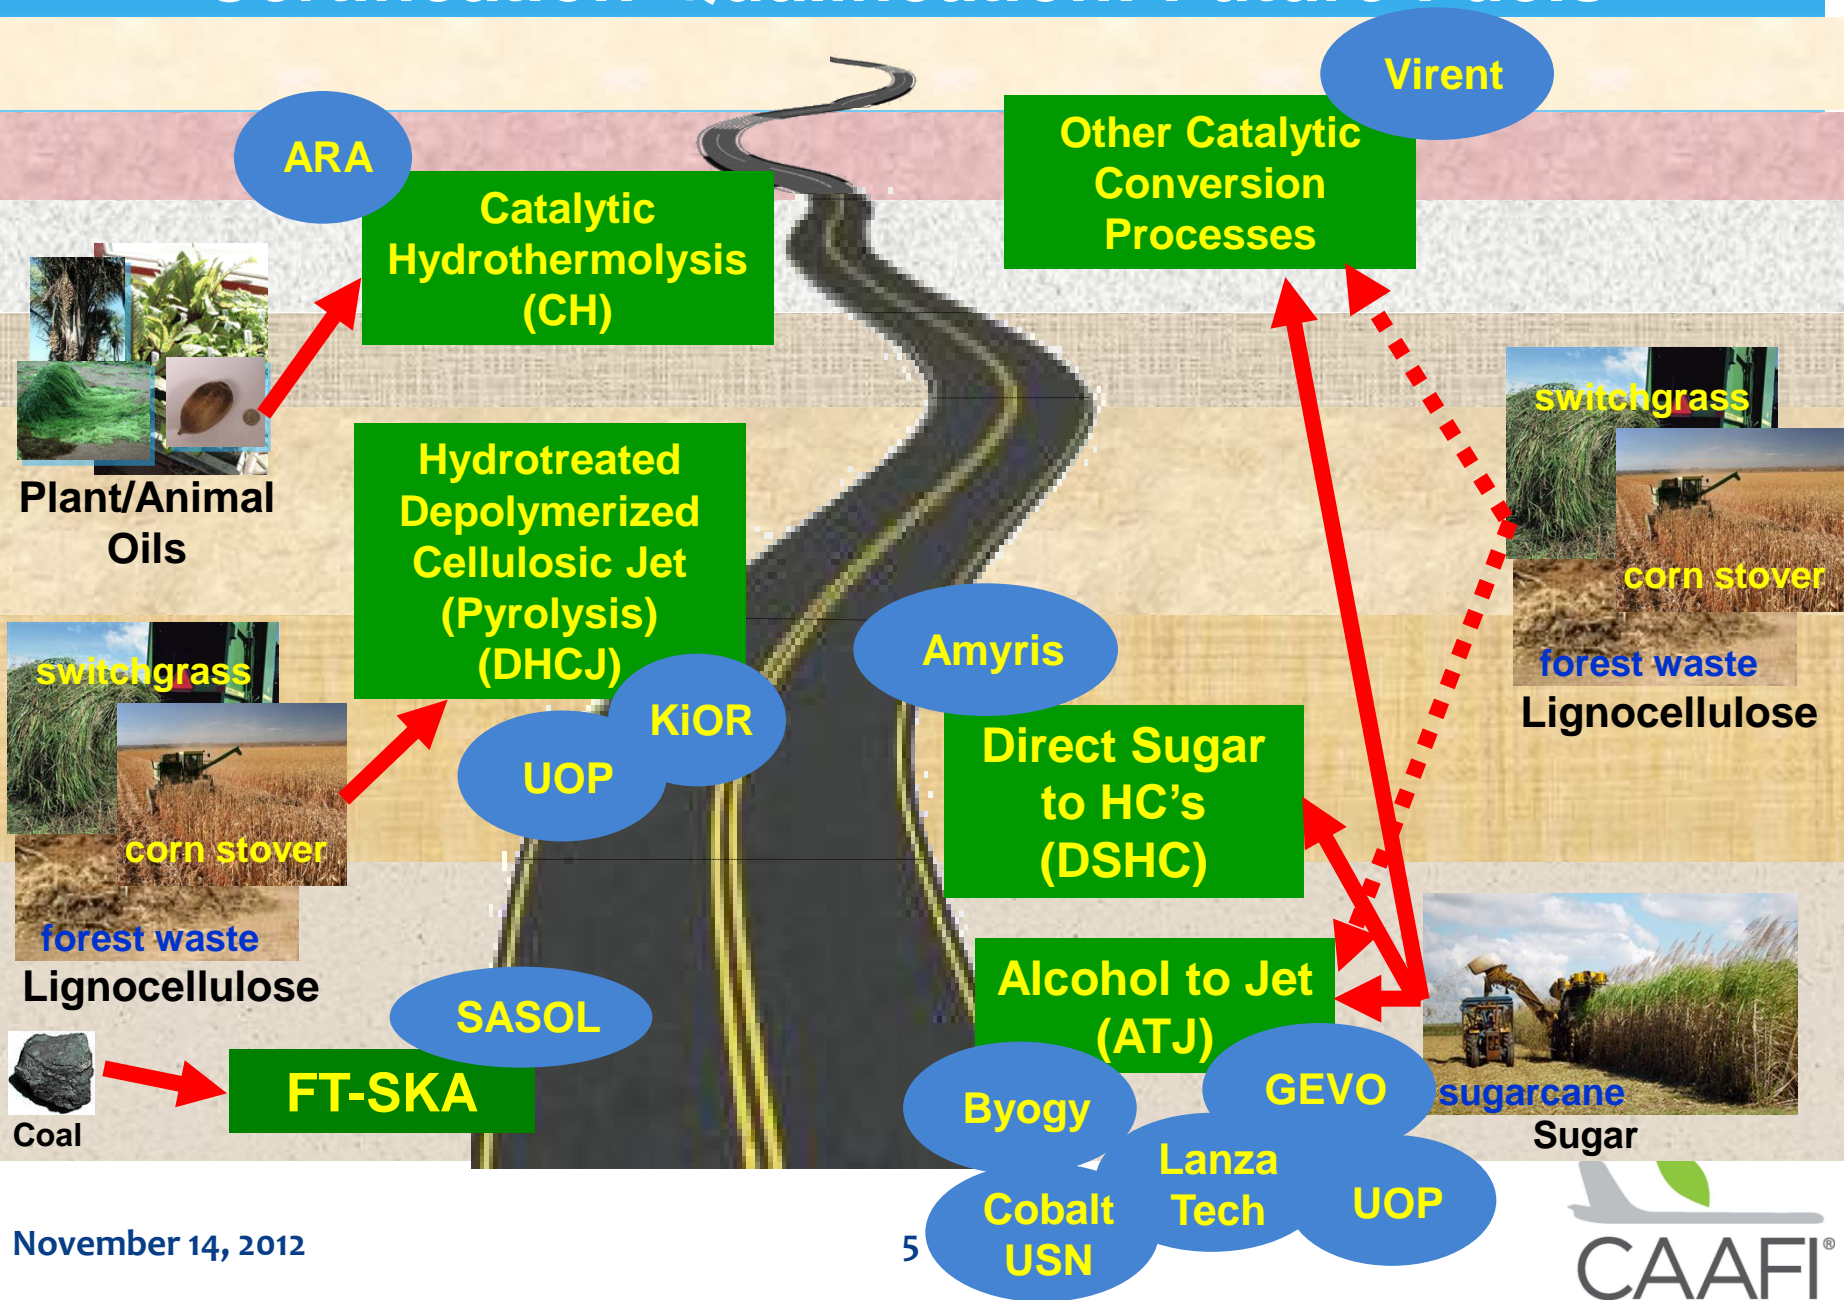 Virent
ARA
Other Catalytic
Conversion
Processes
Catalytic
Hydrothermolysis
(CH)
Plant/Animal
Oils
Hydrotreated
Depolymerized
Cellulosic Jet
(Pyrolysis)
(DHCJ)
switchgrass
corn stover
forest waste
Lignocellulose
Amyris
switchgrass
corn stover
forest waste
Lignocellulose
KiOR
UOP
Direct Sugar
to HC's
(DSHC)
SASOL
Alcohol to Jet
(ATJ)
Coal
FT-SKA
Byogy
GEVO
sugarcane
Sugar
Lanza
Tech
Cobalt
USN
UOP
November 14, 2012
5
CAAFI®